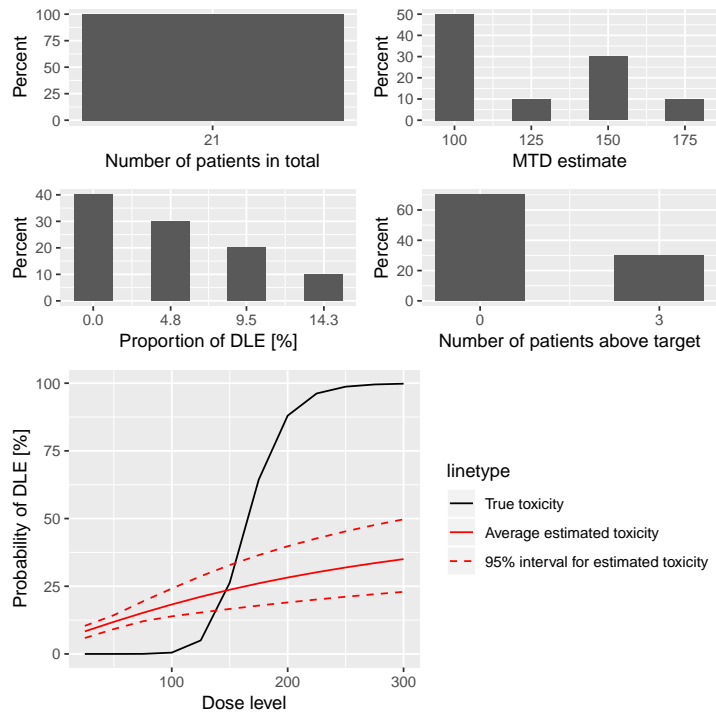 Percent
100
75
50
25
0
21
Number of patients in total
Percent
50
40
30
20
10
0
100 125 150 175
MTD estimate
Percent
40
30
20
10
0
0.0 4.8 9.5 14.3
Proportion of DLE [%]
Percent
60
40
20
0
0 3
Number of patients above target
Probability of DLE [%]
100
75
50
25
0
100 200 300
Dose level
linetype
True toxicity
Average estimated toxicity
95% interval for estimated toxicity